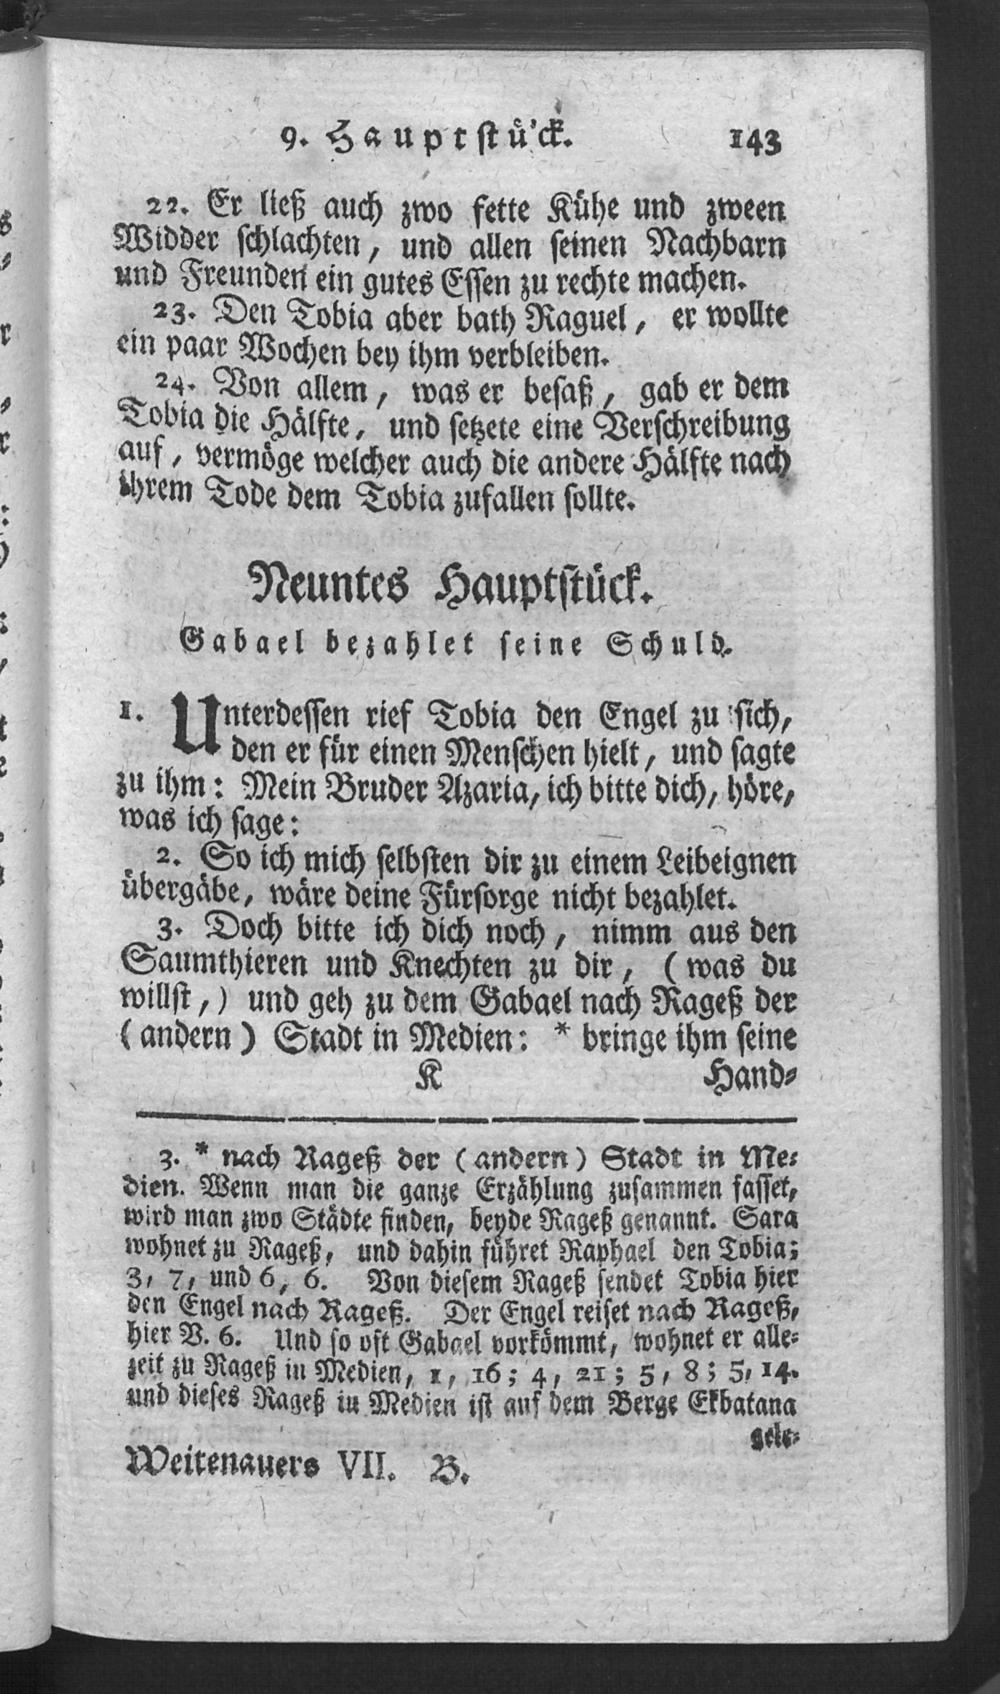 9. Hauptstück. 143
22. Er ließ auch zwo fette Kühe und zween
Widder schlachten, und allen seinen Nachbarn
und Freunden ein gutes Essen zu rechte machen.
23. Den Tobia aber bath Raguel, er wollte
ein paar Wochen bey ihm verbleiben.
24. Von allem, was er besaß, gab er dem
Tobia die Hälfte, und setzete eine Verschreibung
auf, vermöge welcher auch die andere Hälfte nach
ihrem Tode dem Tobia zufallen sollte.
Neuntes Hauptstück.
Gabael bezahlet seine Schuld.
1. Unterdessen rief Tobia den Engel zu sich,
den er für einen Menschen hielt, und sagte
zu ihm: Mein Bruder Azaria, ich bitte dich, höre,
was ich sage:
2. So ich mich selbsten dir zu einem Leibeignen
übergäbe, wäre deine Fürsorge nicht bezahlet.
3. Doch bitte ich dich noch, nimm aus den
Saumthieren und Knechten zu dir, (was du
willst,) und geh zu dem Gabael nach Rageß der
(andern) Stadt in Medien: * bringe ihm seine
K Hand-
3. * nach Rageß der (andern) Stadt in Me-
dien. Wenn man die ganze Erzählung zusammen fasset,
wird man zwo Städte finden, beyde Rageß genannt. Sara
wohnet zu Rageß, und dahin führet Raphael den Tobia;
3, 7, und 6, 6. Von diesem Rageß sendet Tobia hier
den Engel nach Rageß. Der Engel reiset nach Rageß,
hier V. 6. Und so oft Gabael vorkömmt, wohnet er alle-
zeit zu Rageß in Medien, 1, 16; 4, 21; 5, 8; 5, 14.
und dieses Rageß in Medien ist auf dem Berge Ekbatana
gele-
Weitenauers VII. B.